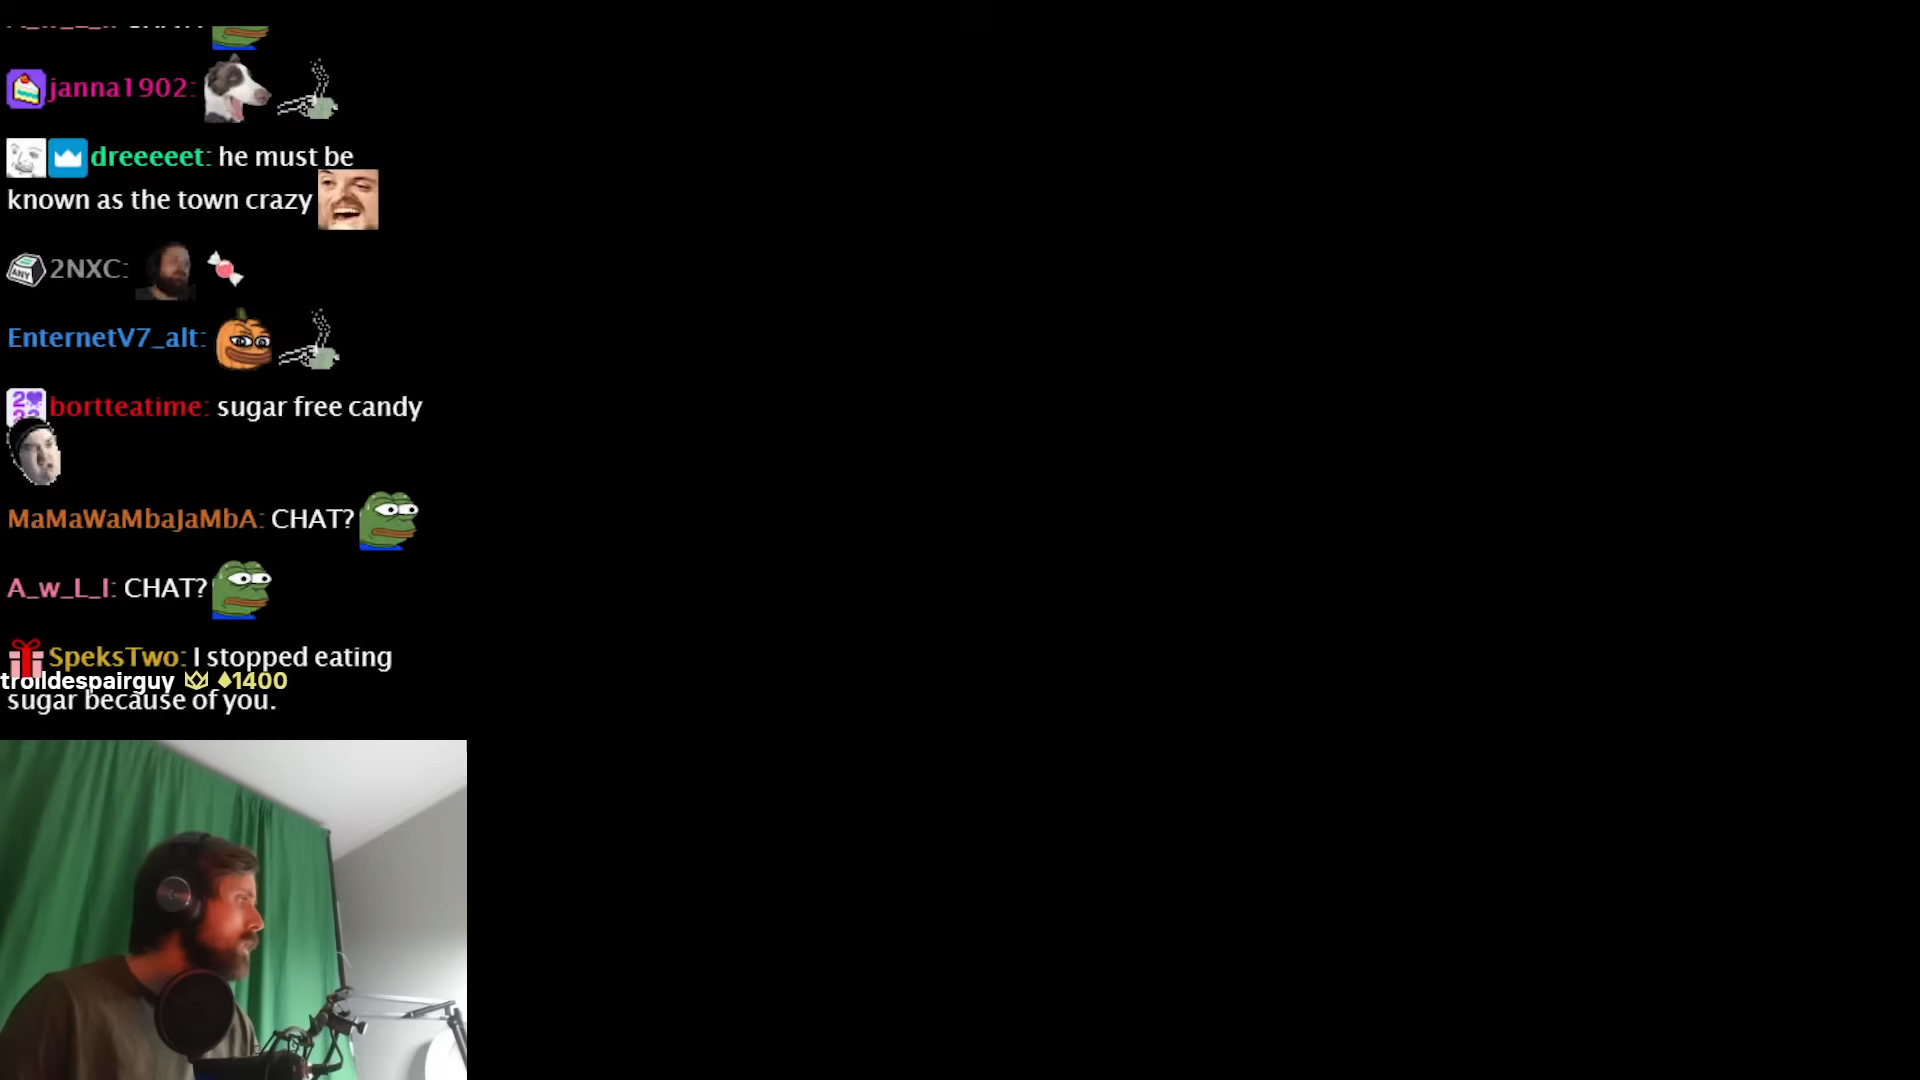 janna1902:
dreeeeet: he must be
known as the town crazy
2NXC:
EnternetV7_alt:
bortteatime: sugar free candy
MaMaWaMbaJaMbA: CHAT?
A_w_L_I: CHAT?
SpeksTwo: I stopped eating
trolldespairguy 1400
sugar because of you.